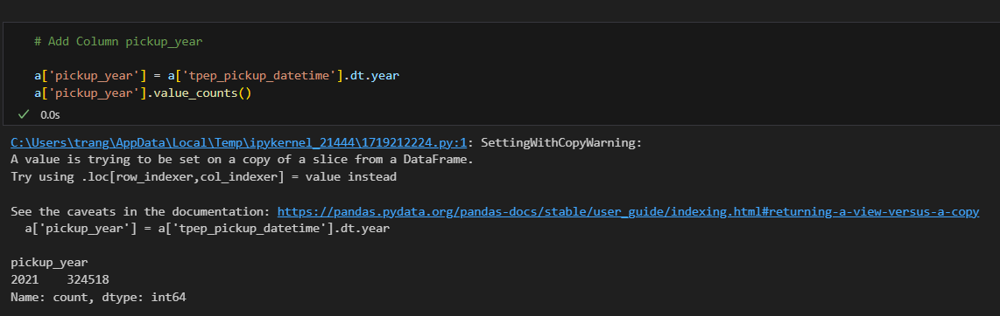 # Add Column pickup_year
a['pickup_year'] = a['tpep_pickup_datetime'].dt.year
a['pickup_year'].value_counts()
✓ 0.0s
C:\Users\trang\AppData\Local\Temp\ipykernel_21444\1719212224.py:1: SettingWithCopyWarning:
A value is trying to be set on a copy of a slice from a DataFrame.
Try using .loc[row_indexer,col_indexer] = value instead
See the caveats in the documentation: https://pandas.pydata.org/pandas-docs/stable/user_guide/indexing.html#returning-a-view-versus-a-copy
  a['pickup_year'] = a['tpep_pickup_datetime'].dt.year
pickup_year
2021    324518
Name: count, dtype: int64